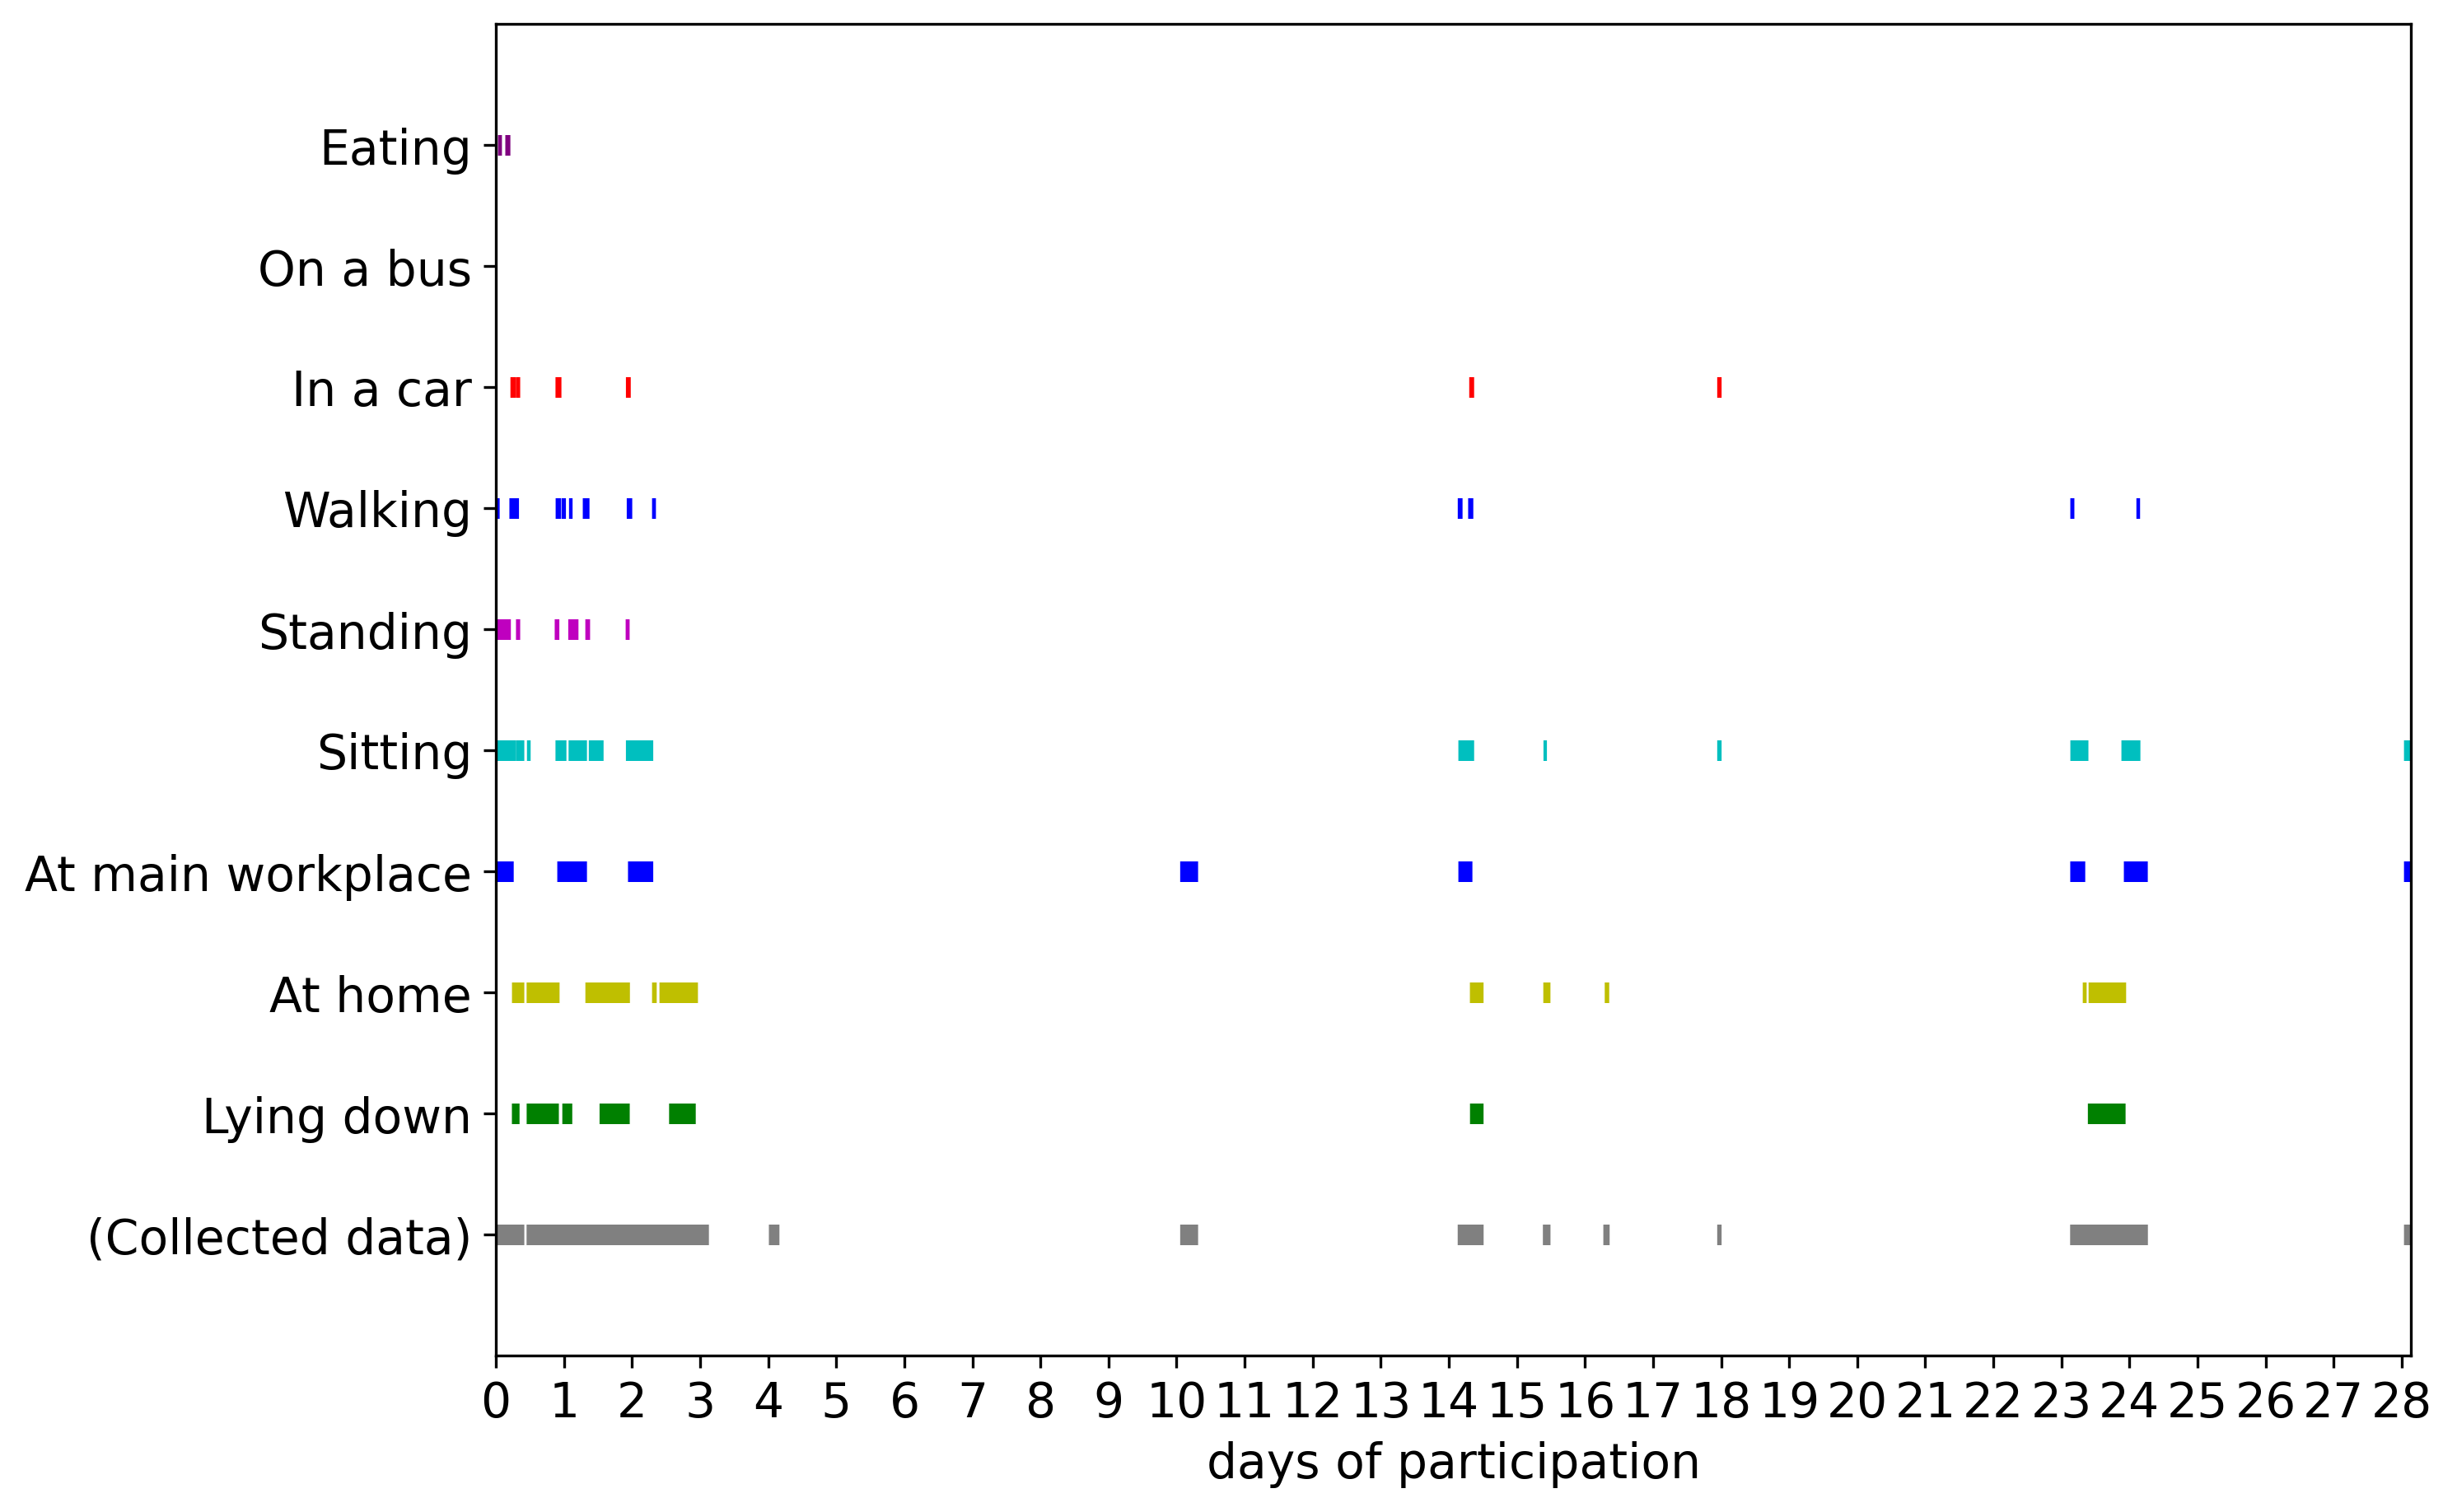 Eating
On a bus
In a car
Walking
Standing
Sitting
At main workplace
At home
Lying down
(Collected data)
0 1 2 3 4 5 6 7 8 9 10 11 12 13 14 15 16 17 18 19 20 21 22 23 24 25 26 27 28
days of participation